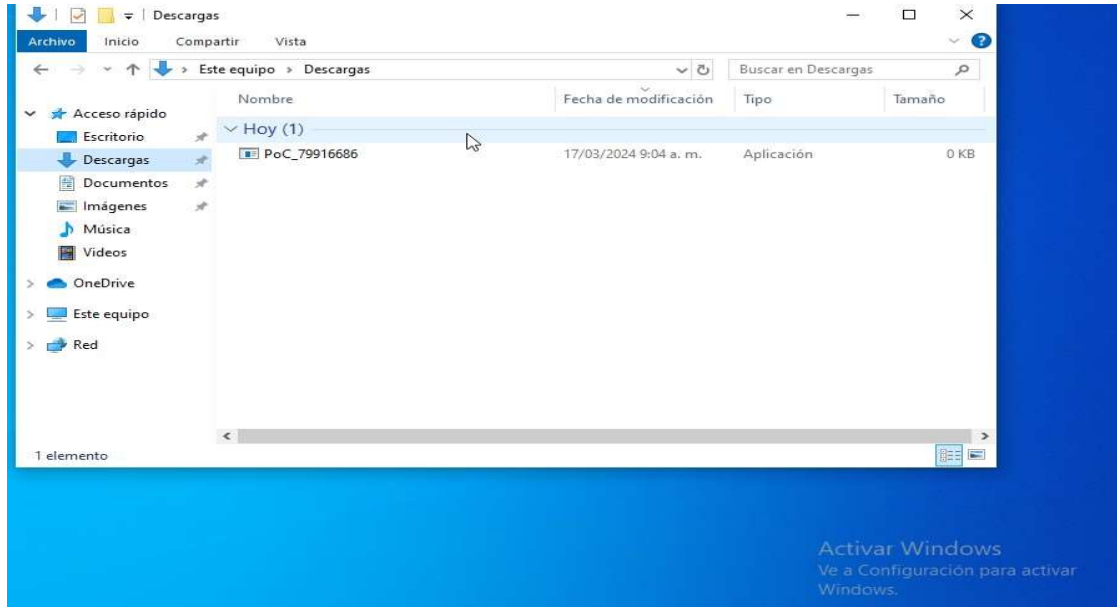 Descargas
Archivo Inicio Compartir Vista
Este equipo > Descargas Buscar en Descargas
Nombre Fecha de modificación Tipo Tamaño
Acceso rápido
Hoy (1)
Escritorio
PoC_79916686 17/03/2024 9:04 a. m. Aplicación 0 KB
Descargas
Documentos
Imágenes
Música
Videos
OneDrive
Este equipo
Red
1 elemento
Activar Windows
Ve a Configuración para activar
Windows.